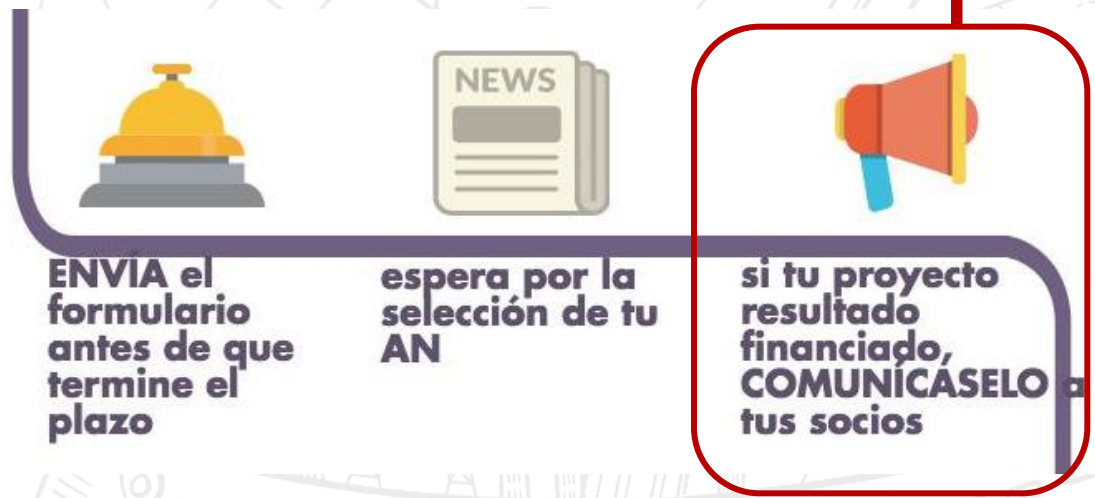 NEWS
ENVÍA el
formulario
antes de que
termine el
plazo
espera por la
selección de tu
AN
si tu proyecto
resultado
financiado,
COMUNÍCASELO a
tus socios